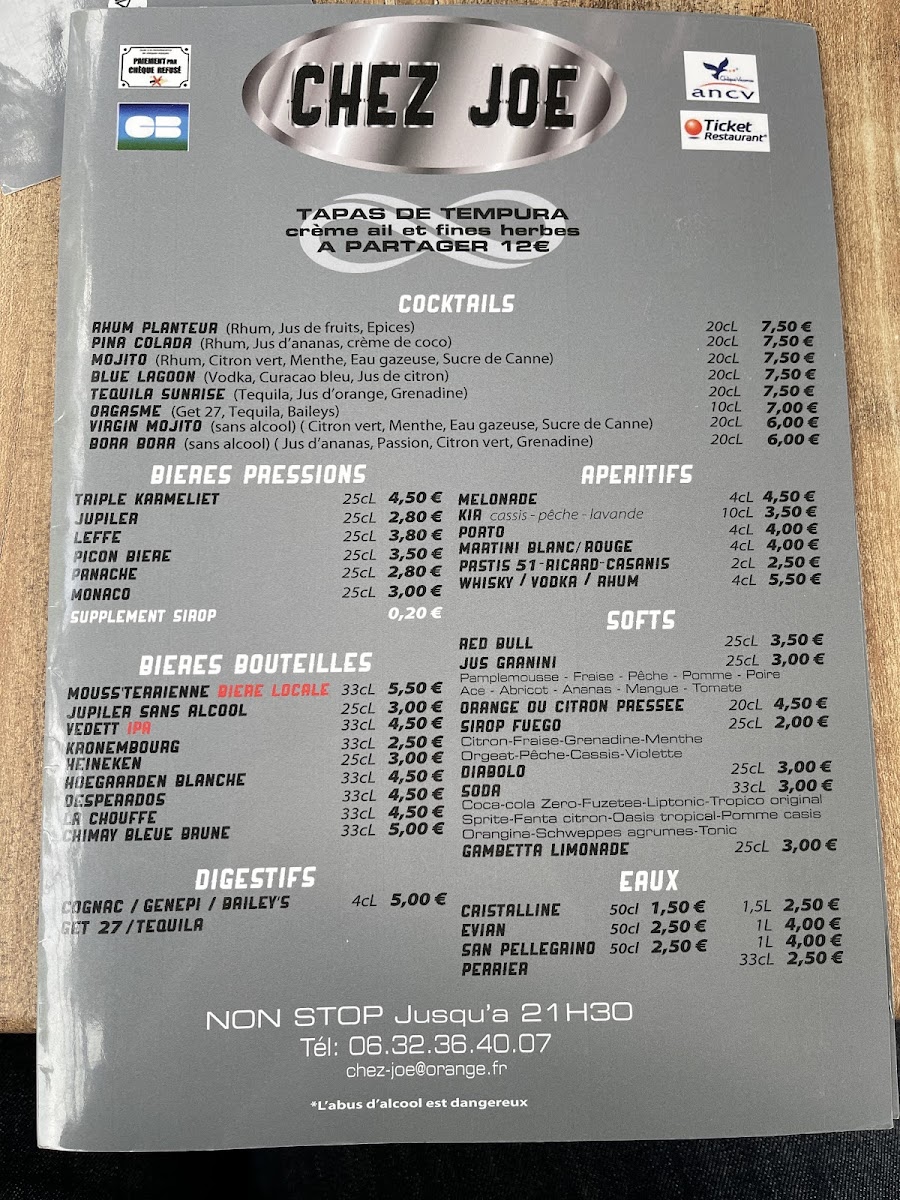 PAIEMENT PAR
CHÈQUE REFUSÉ
CB
CHEZ JOE
Chèque-Vacances
ancv
Ticket
Restaurant
TAPAS DE TEMPURA
crème ail et fines herbes
A PARTAGER 12€
COCKTAILS
RHUM PLANTEUR (Rhum, Jus de fruits, Epices) 20cL 7,50 €
PINA COLADA (Rhum, Jus d'ananas, crème de coco) 20cL 7,50 €
MOJITO (Rhum, Citron vert, Menthe, Eau gazeuse, Sucre de Canne) 20cL 7,50 €
BLUE LAGOON (Vodka, Curacao bleu, Jus de citron) 20cL 7,50 €
TEQUILA SUNRISE (Tequila, Jus d'orange, Grenadine) 20cL 7,50 €
ORGASME (Get 27, Tequila, Baileys) 10cL 7,00 €
VIRGIN MOJITO (sans alcool) ( Citron vert, Menthe, Eau gazeuse, Sucre de Canne) 20cL 6,00 €
BORA BORA (sans alcool) ( Jus d'ananas, Passion, Citron vert, Grenadine) 20cL 6,00 €
BIERES PRESSIONS
TRIPLE KARMELIET 25cL 4,50 €
JUPILER 25cL 2,80 €
LEFFE 25cL 3,80 €
PICON BIERE 25cL 3,50 €
PANACHE 25cL 2,80 €
MONACO 25cL 3,00 €
SUPPLEMENT SIROP 0,20 €
BIERES BOUTEILLES
MOUSS'TERRIENNE BIERE LOCALE 33cL 5,50 €
JUPILER SANS ALCOOL 25cL 3,00 €
VEDETT IPA 33cL 4,50 €
KRONEMBOURG 33cL 2,50 €
HEINEKEN 25cL 3,00 €
HOEGAARDEN BLANCHE 33cL 4,50 €
DESPERADOS 33cL 4,50 €
LA CHOUFFE 33cL 4,50 €
CHIMAY BLEUE BRUNE 33cL 5,00 €
DIGESTIFS
COGNAC / GENEPI / BAILEY'S 4cL 5,00 €
GET 27 / TEQUILA
APERITIFS
MELONADE 4cL 4,50 €
KIR cassis - pêche - lavande 10cL 3,50 €
PORTO 4cL 4,00 €
MARTINI BLANC/ROUGE 4cL 4,00 €
PASTIS 51-RICARD-CASANIS 2cL 2,50 €
WHISKY / VODKA / RHUM 4cL 5,50 €
SOFTS
RED BULL 25cL 3,50 €
JUS GRANINI 25cL 3,00 €
Pamplemousse - Fraise - Pêche - Pomme - Poire
Ace - Abricot - Ananas - Mangue - Tomate
ORANGE OU CITRON PRESSEE 20cL 4,50 €
SIROP FUEGO 25cL 2,00 €
Citron-Fraise-Grenadine-Menthe
Orgeat-Pêche-Cassis-Violette
DIABOLO 25cL 3,00 €
SODA 33cL 3,00 €
Coca-cola Zero-Fuzetea-Liptonic-Tropico original
Sprite-Fanta citron-Oasis tropical-Pomme casis
Orangina-Schweppes agrumes-Tonic
GAMBETTA LIMONADE 25cL 3,00 €
EAUX
CRISTALLINE 50cl 1,50 € 1,5L 2,50 €
EVIAN 50cl 2,50 € 1L 4,00 €
SAN PELLEGRINO 50cl 2,50 € 1L 4,00 €
PERRIER 33cL 2,50 €
NON STOP Jusqu'a 21H30
Tél: 06.32.36.40.07
chez-joe@orange.fr
*L'abus d'alcool est dangereux